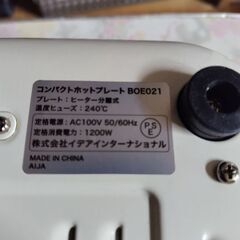 コンパクトホットプレート BOE021
プレート：ヒーター分離式
温度ヒューズ：240℃
定格電源：AC100V 50/60Hz
定格消費電力：1200W
P S
E
株式会社イデアインターナショナル
MADE IN CHINA
AIJA